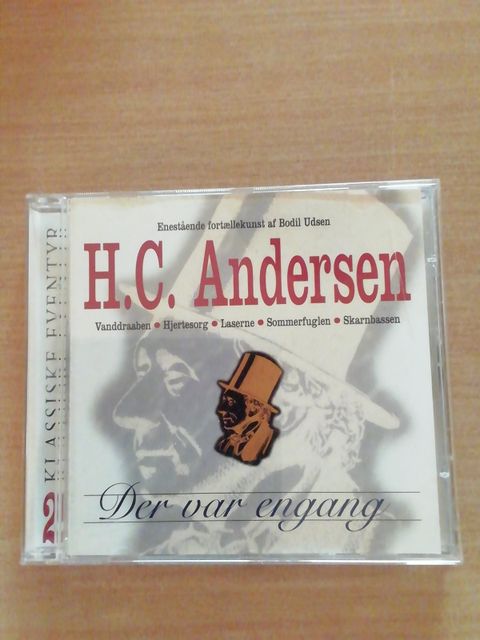 Enestående fortællekunst af Bodil Udsen
H.C. Andersen
Vanddraaben • Hjertesorg • Laserne • Sommerfuglen • Skarnbassen
Der var engang
2 KLASSISKE EVENTYR